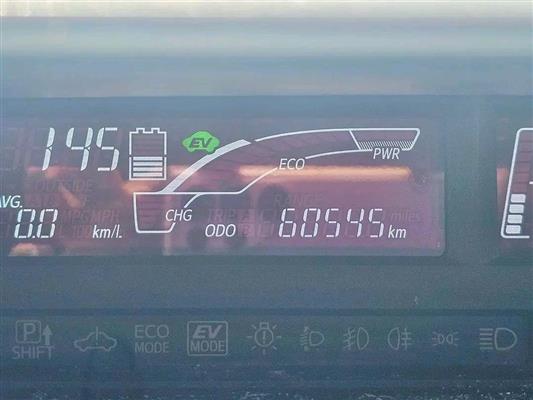 145 EV
ECO PWR
AVG. CHG
0.0 km/L ODO 60545 km
P SHIFT
ECO MODE
EV MODE